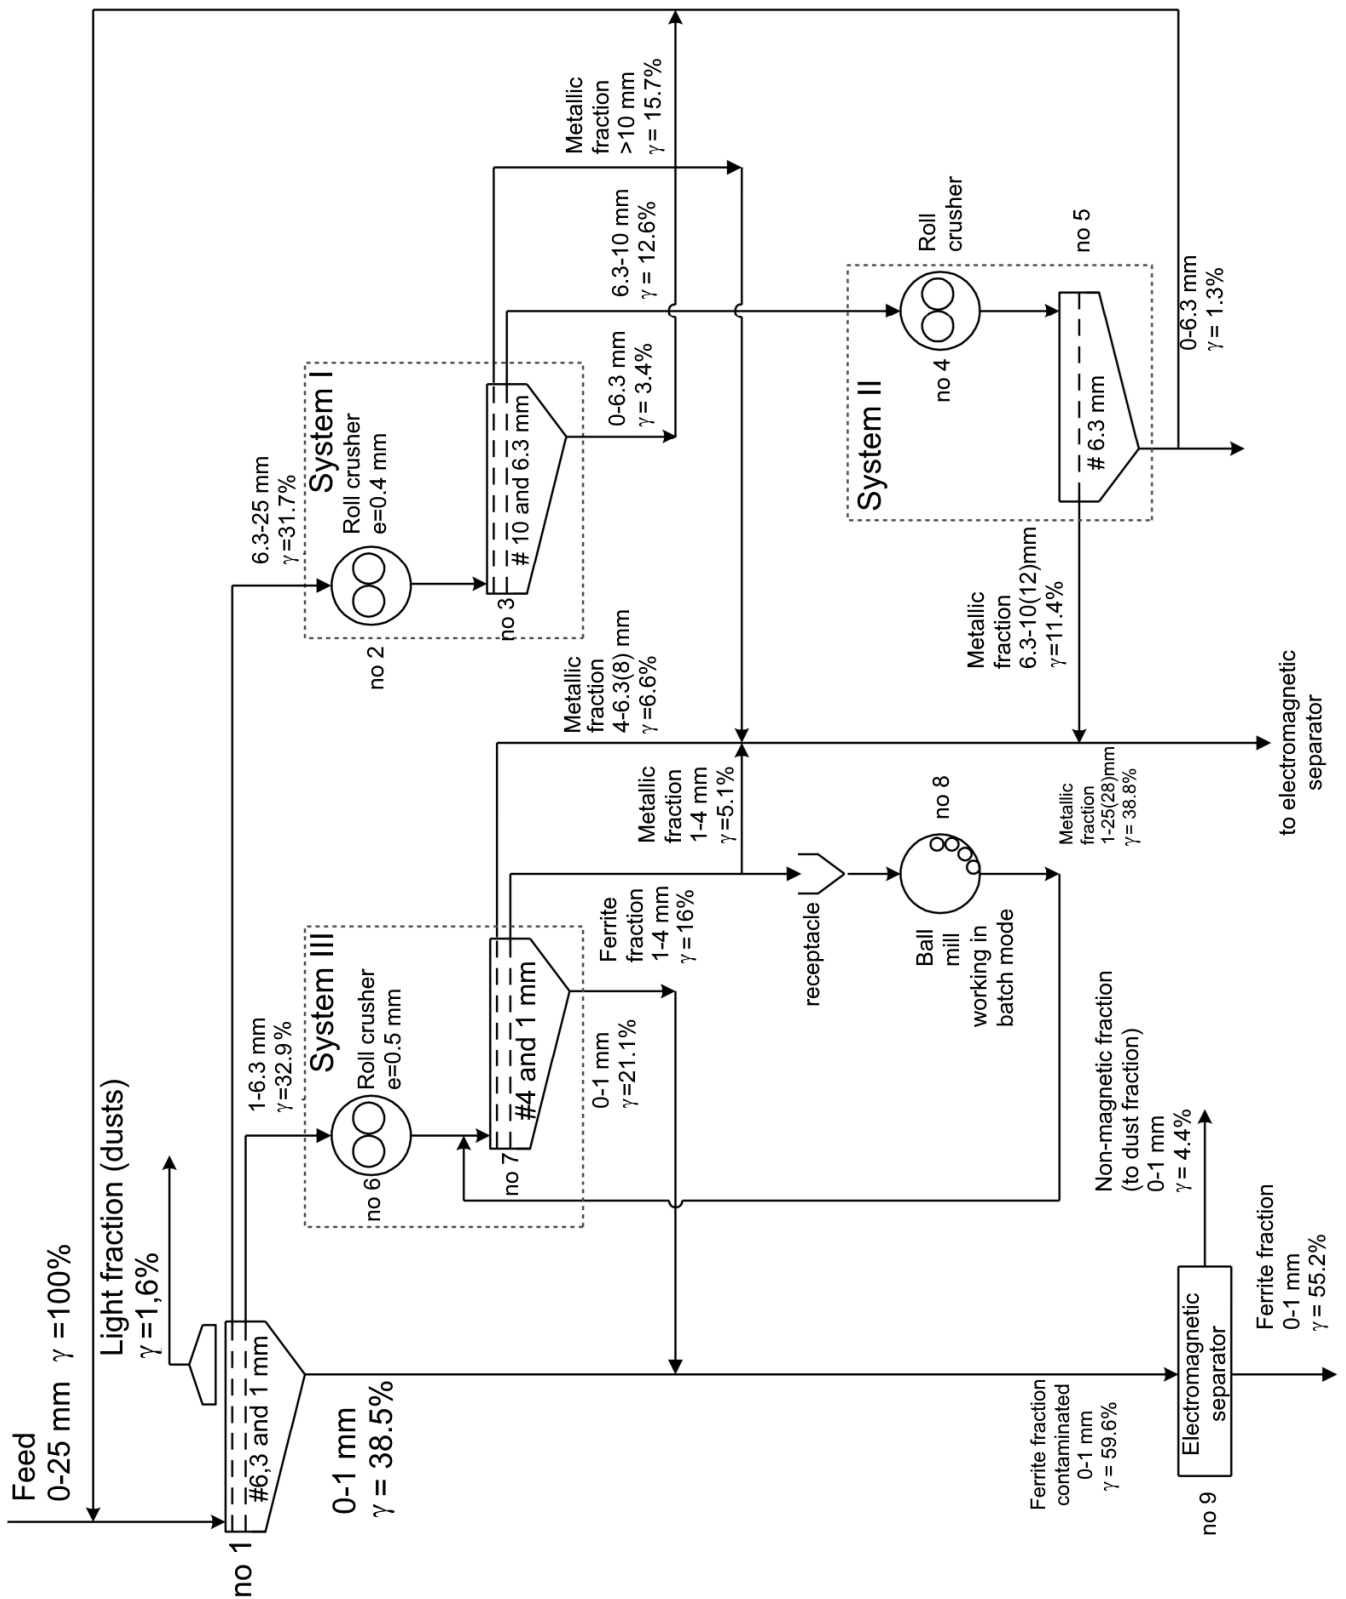 Feed
0-25 mm γ =100%
Light fraction (dusts)
γ =1,6%
no 1
#6,3 and 1 mm
0-1 mm
γ = 38.5%
1-6.3 mm
γ=32.9%
6.3-25 mm
γ=31.7%
System III
Roll crusher
e=0.5 mm
no 6
no 7
#4 and 1 mm
0-1 mm
γ=21.1%
Ferrite
fraction
1-4 mm
γ = 16%
Metallic
fraction
1-4 mm
γ=5.1%
Metallic
fraction
4-6.3(8) mm
γ=6.6%
System I
Roll crusher
e=0.4 mm
no 2
no 3
# 10 and 6.3 mm
0-6.3 mm
γ= 3.4%
6.3-10 mm
γ = 12.6%
Metallic
fraction
>10 mm
γ = 15.7%
System II
Roll
crusher
no 4
no 5
# 6.3 mm
0-6.3 mm
γ = 1.3%
Metallic
fraction
6.3-10(12)mm
γ=11.4%
receptacle
no 8
Ball
mill
working in
batch mode
Metallic
fraction
1-25(28)mm
γ= 38.8%
to electromagnetic
separator
Ferrite fraction
contaminated
0-1 mm
γ = 59.6%
Non-magnetic fraction
(to dust fraction)
0-1 mm
γ = 4.4%
no 9
Electromagnetic
separator
Ferrite fraction
0-1 mm
γ = 55.2%